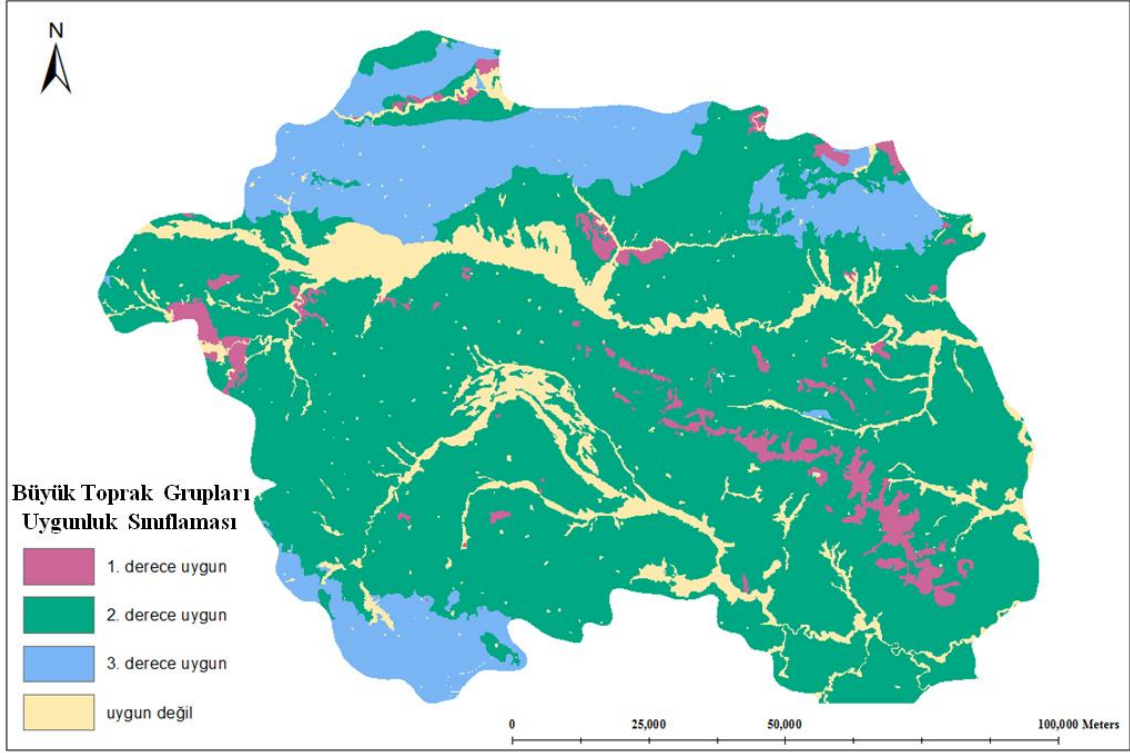 N
Büyük Toprak Grupları
Uygunluk Sınıflaması
1. derece uygun
2. derece uygun
3. derece uygun
uygun değil
0 25,000 50,000 100,000 Meters